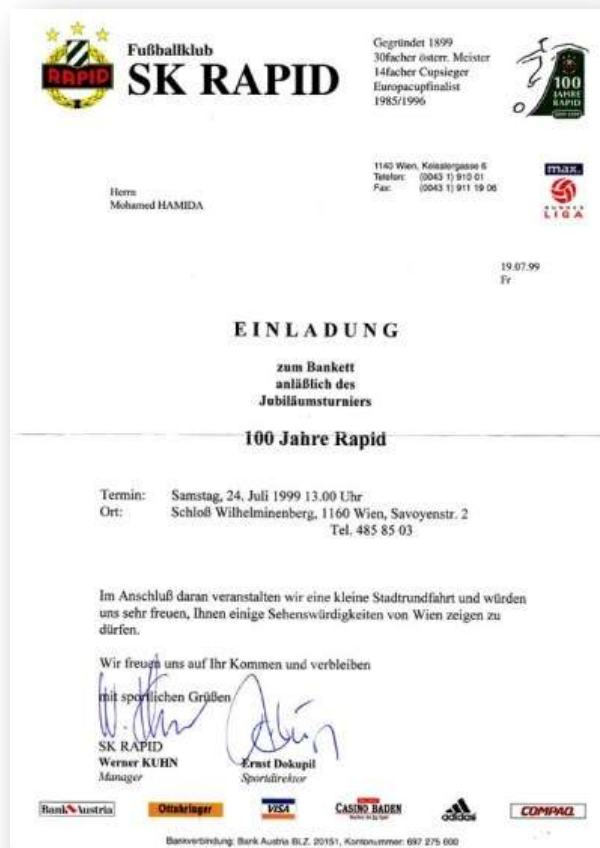 RAPID
Fußballklub
SK RAPID
Gegründet 1899
30facher österr. Meister
14facher Cupsieger
Europacupfinalist
1985/1996
100
JAHRE
RAPID
1140 Wien, Keisslergasse 6
Telefon: (0043 1) 910 01
Fax: (0043 1) 911 19 06
max.
BUNDES
LIGA
Herrn
Mohamed HAMIDA
19.07.99
Fr
EINLADUNG
zum Bankett
anläßlich des
Jubiläumsturniers
100 Jahre Rapid
Termin: Samstag, 24. Juli 1999 13.00 Uhr
Ort: Schloß Wilhelminenberg, 1160 Wien, Savoyenstr. 2
Tel. 485 85 03
Im Anschluß daran veranstalten wir eine kleine Stadtrundfahrt und würden
uns sehr freuen, Ihnen einige Sehenswürdigkeiten von Wien zeigen zu
dürfen.
Wir freuen uns auf Ihr Kommen und verbleiben
mit sportlichen Grüßen
SK RAPID
Werner KUHN Ernst Dokupil
Manager Sportdirektor
Bank Austria Ottakringer VISA CASINO BADEN adidas COMPAQ
Bankverbindung: Bank Austria BLZ. 20151, Kontonummer: 697 275 600